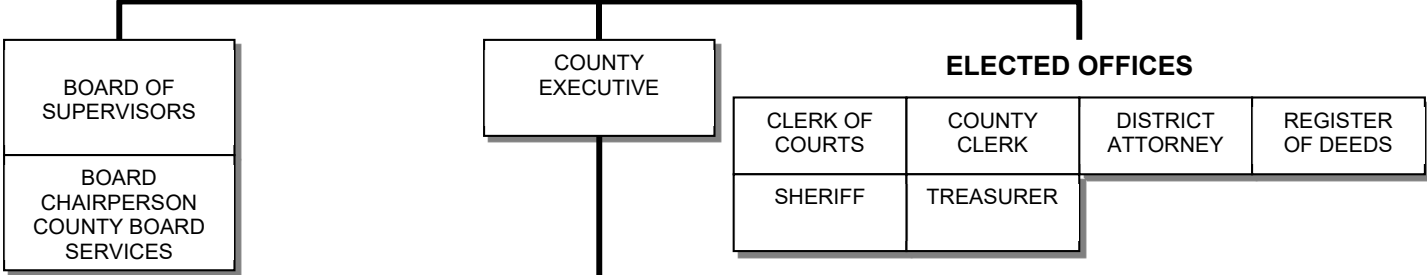 BOARD OF
SUPERVISORS
BOARD
CHAIRPERSON
COUNTY BOARD
SERVICES
COUNTY
EXECUTIVE
ELECTED OFFICES
CLERK OF
COURTS
COUNTY
CLERK
DISTRICT
ATTORNEY
REGISTER
OF DEEDS
SHERIFF
TREASURER